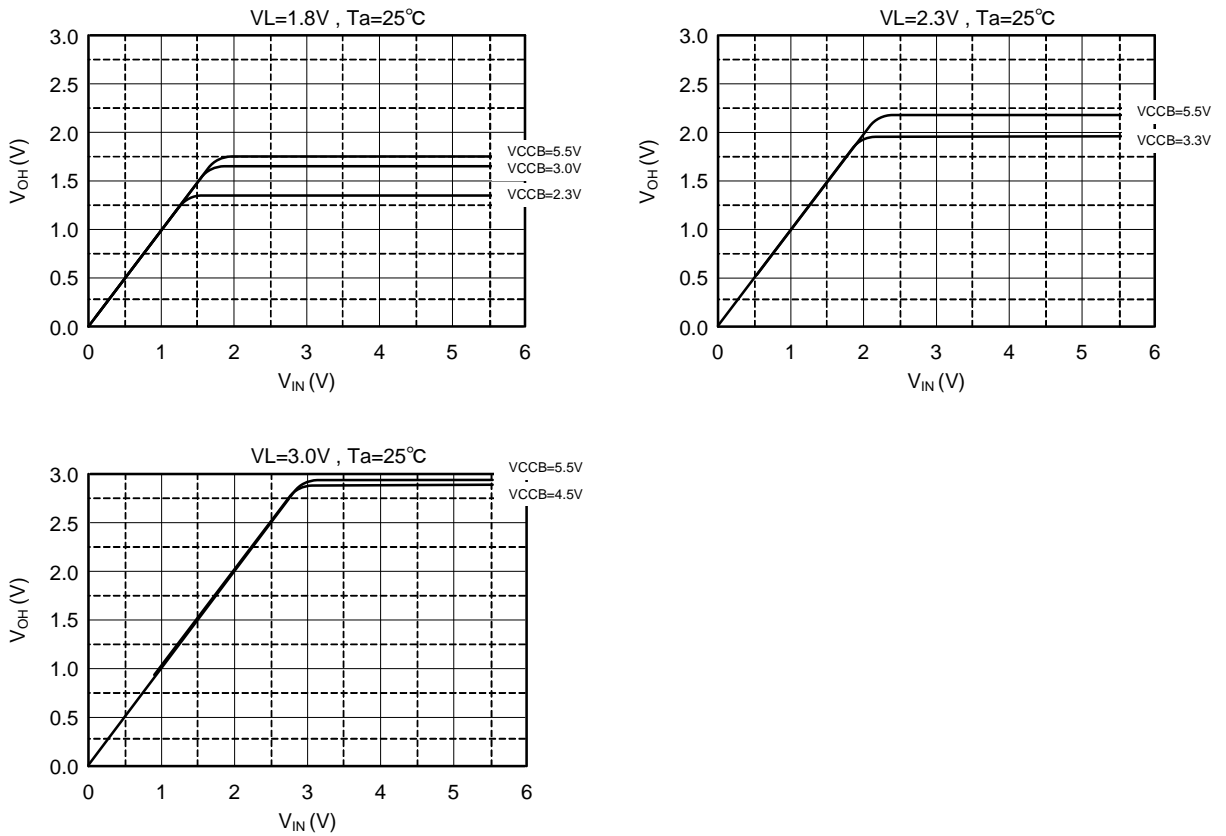 VL=1.8V , Ta=25℃
3.0
2.5
2.0
1.5
1.0
0.5
0.0
VOH (V)
VCCB=5.5V
VCCB=3.0V
VCCB=2.3V
0 1 2 3 4 5 6
VIN (V)
VL=2.3V , Ta=25℃
3.0
2.5
2.0
1.5
1.0
0.5
0.0
VOH (V)
VCCB=5.5V
VCCB=3.3V
0 1 2 3 4 5 6
VIN (V)
VL=3.0V , Ta=25℃
3.0
2.5
2.0
1.5
1.0
0.5
0.0
VOH (V)
VCCB=5.5V
VCCB=4.5V
0 1 2 3 4 5 6
VIN (V)